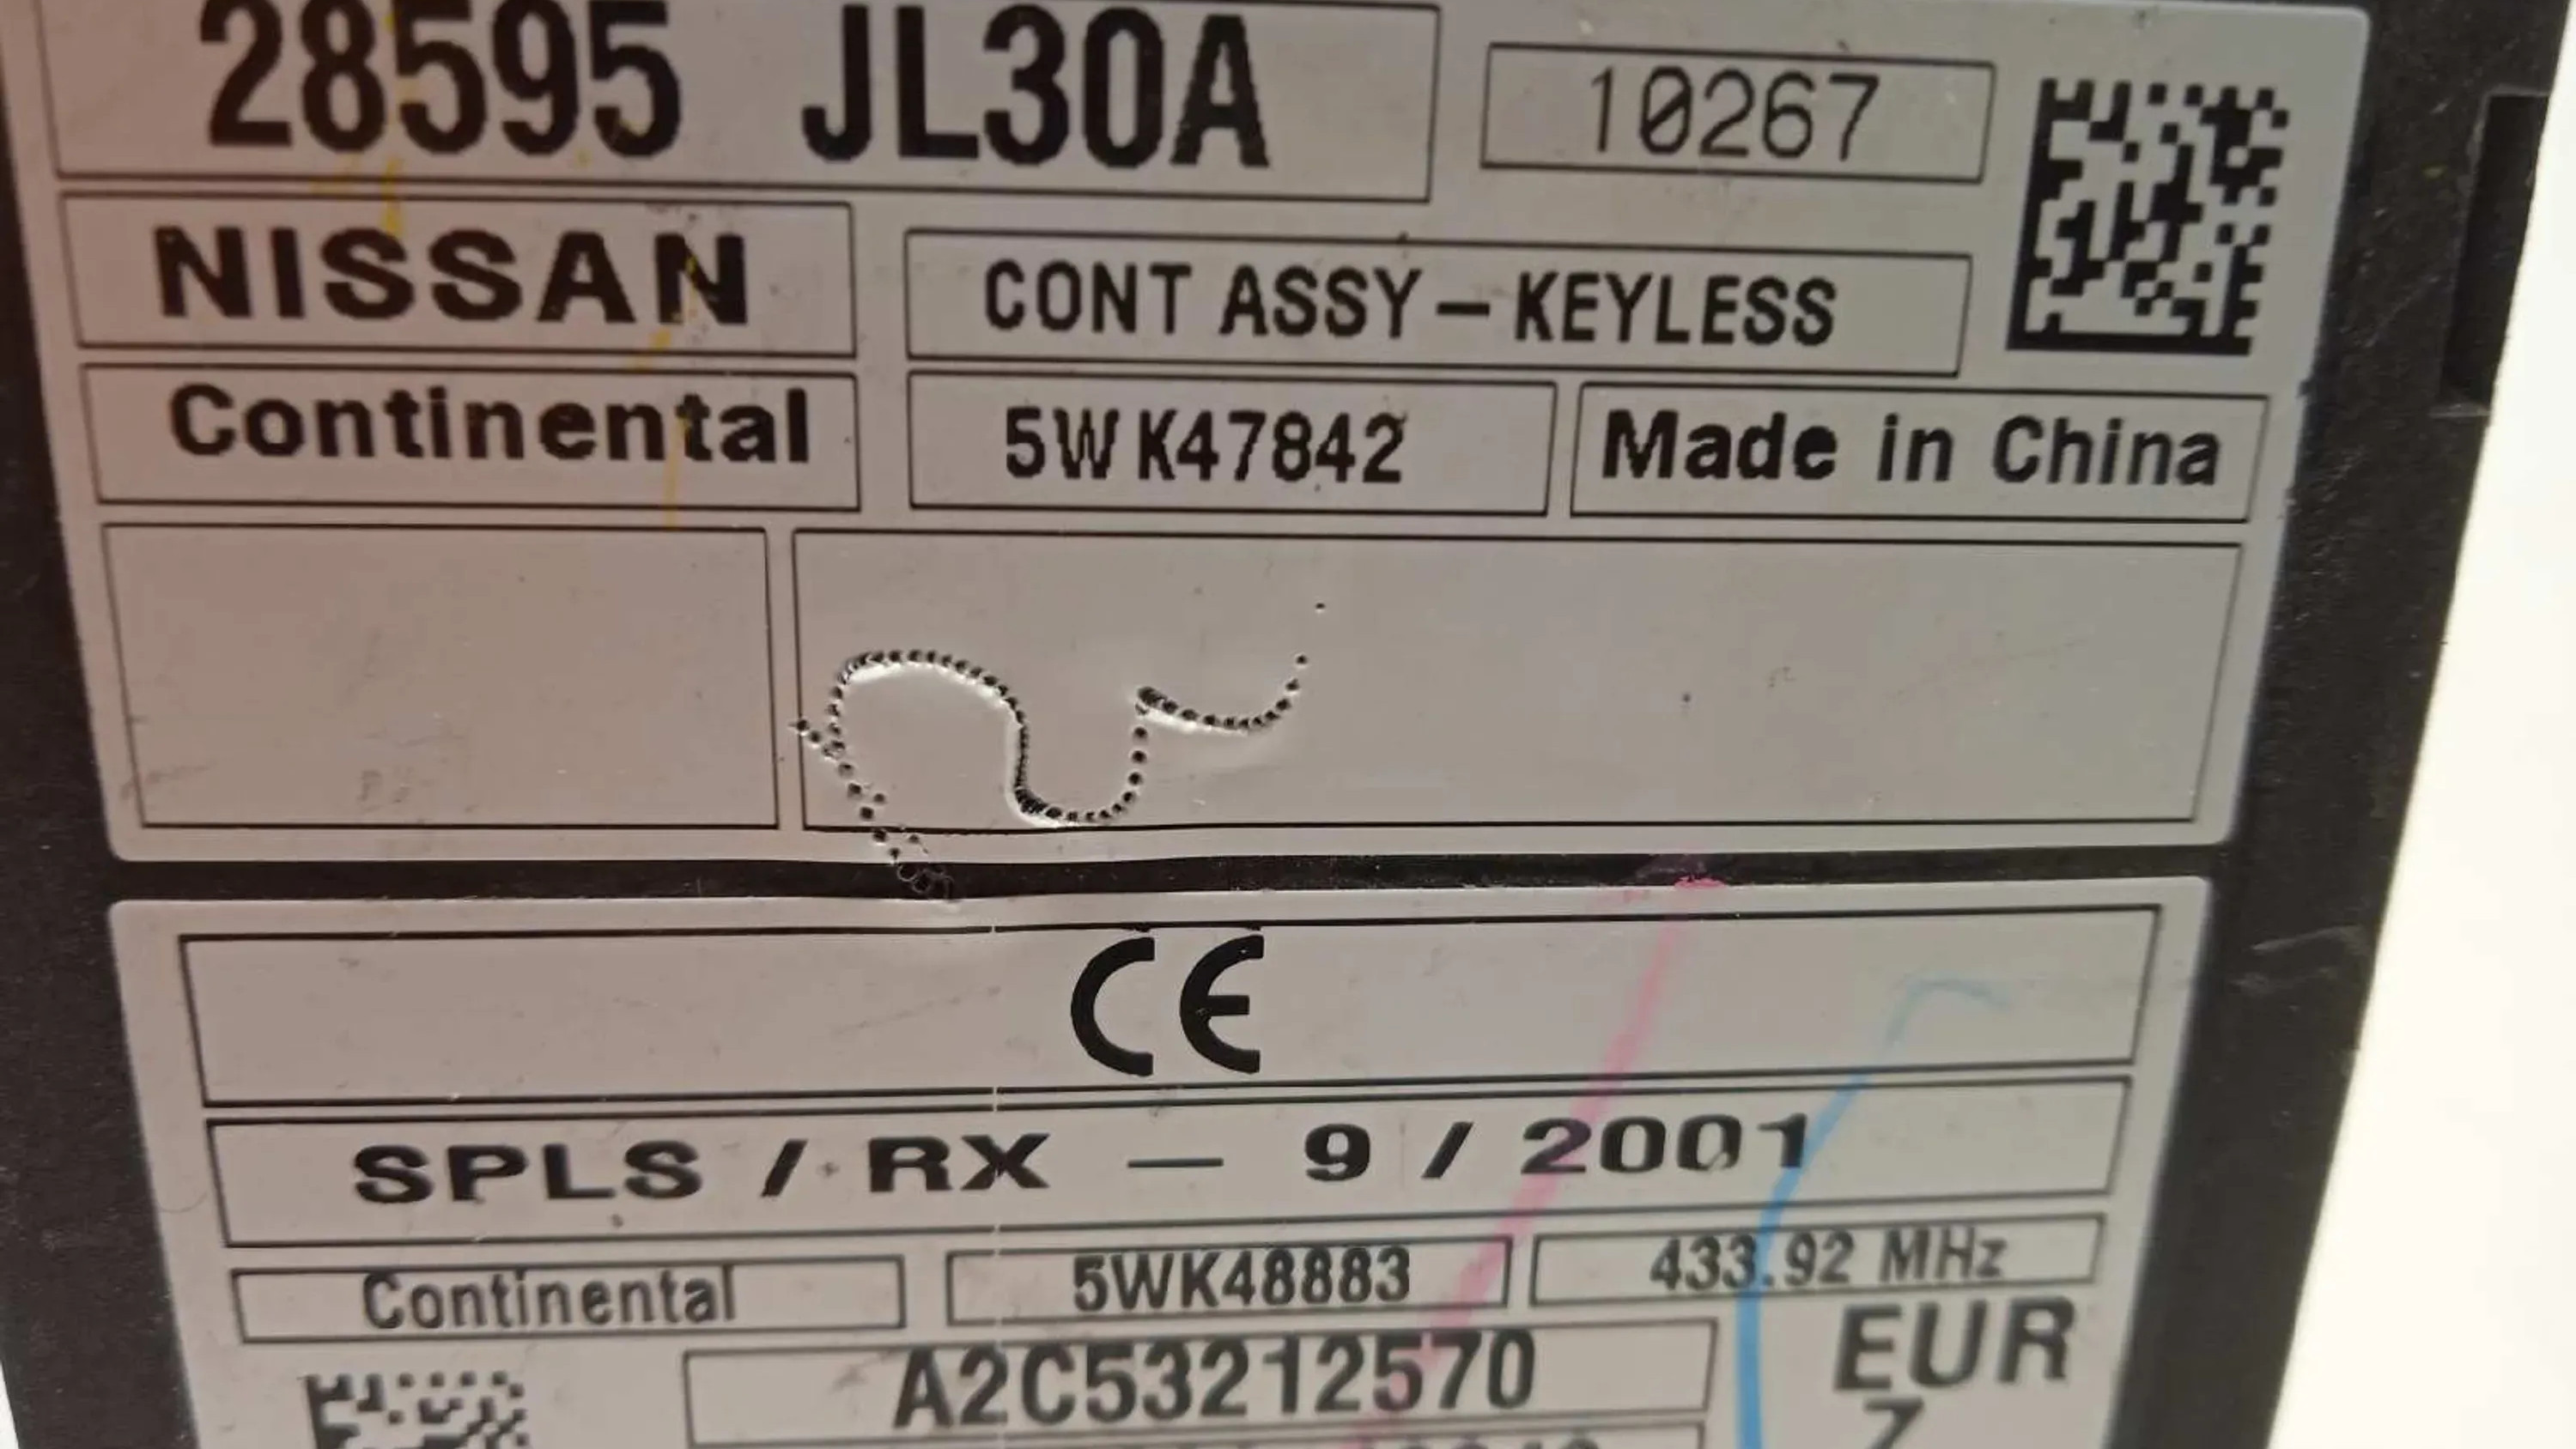 28595 JL30A 10267
NISSAN CONT ASSY-KEYLESS
Continental 5WK47842 Made in China
CE
SPLS / RX - 9 / 2001
Continental 5WK48883 433.92 MHz
A2C53212570 EUR